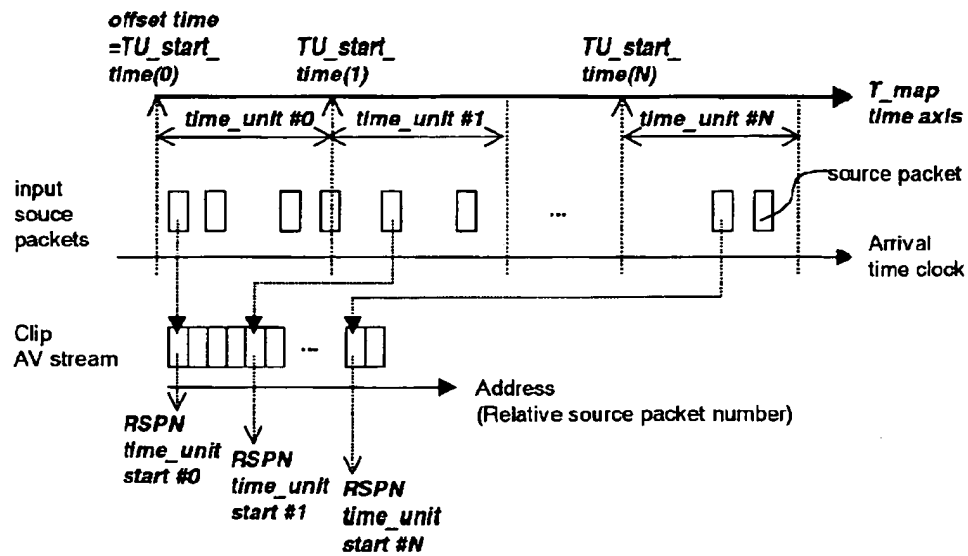 offset time
=TU_start_
time(0)
TU_start_
time(1)
TU_start_
time(N)
T_map
time axis
time_unit #0
time_unit #1
time_unit #N
source packet
input
souce
packets
...
Arrival
time clock
Clip
AV stream
...
Address
(Relative source packet number)
RSPN
time_unit
start #0
RSPN
time_unit
start #1
RSPN
time_unit
start #N